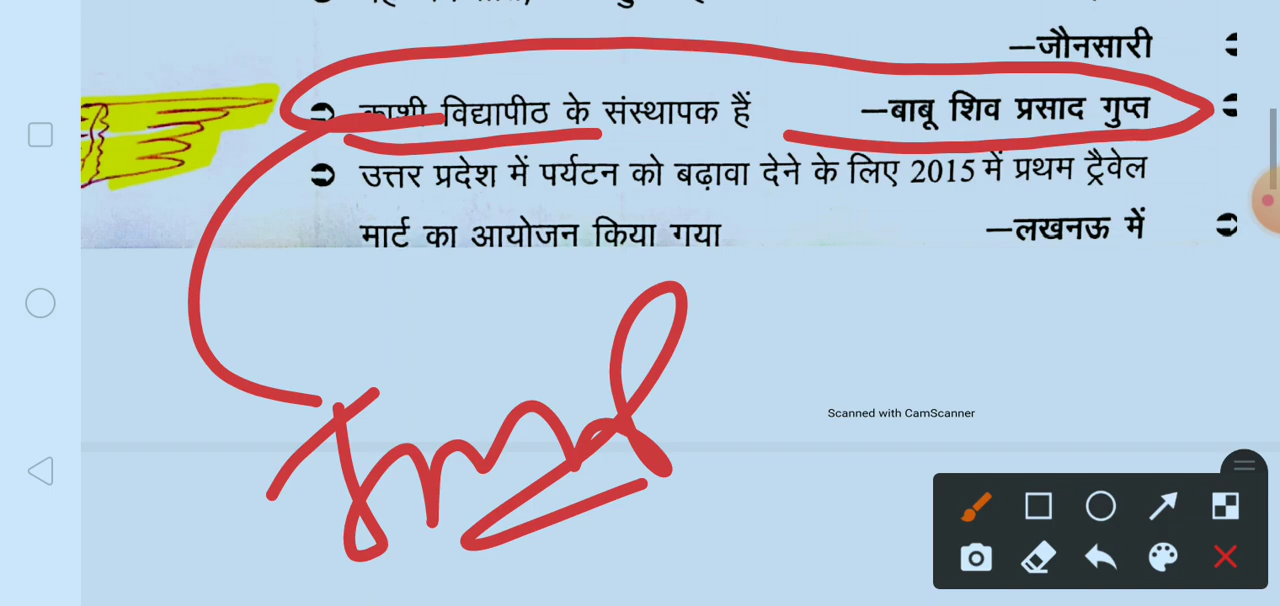 —जौनसारी
काशी विद्यापीठ के संस्थापक हैं —बाबू शिव प्रसाद गुप्त
उत्तर प्रदेश में पर्यटन को बढ़ावा देने के लिए 2015 में प्रथम ट्रैवेल
मार्ट का आयोजन किया गया —लखनऊ में
Scanned with CamScanner